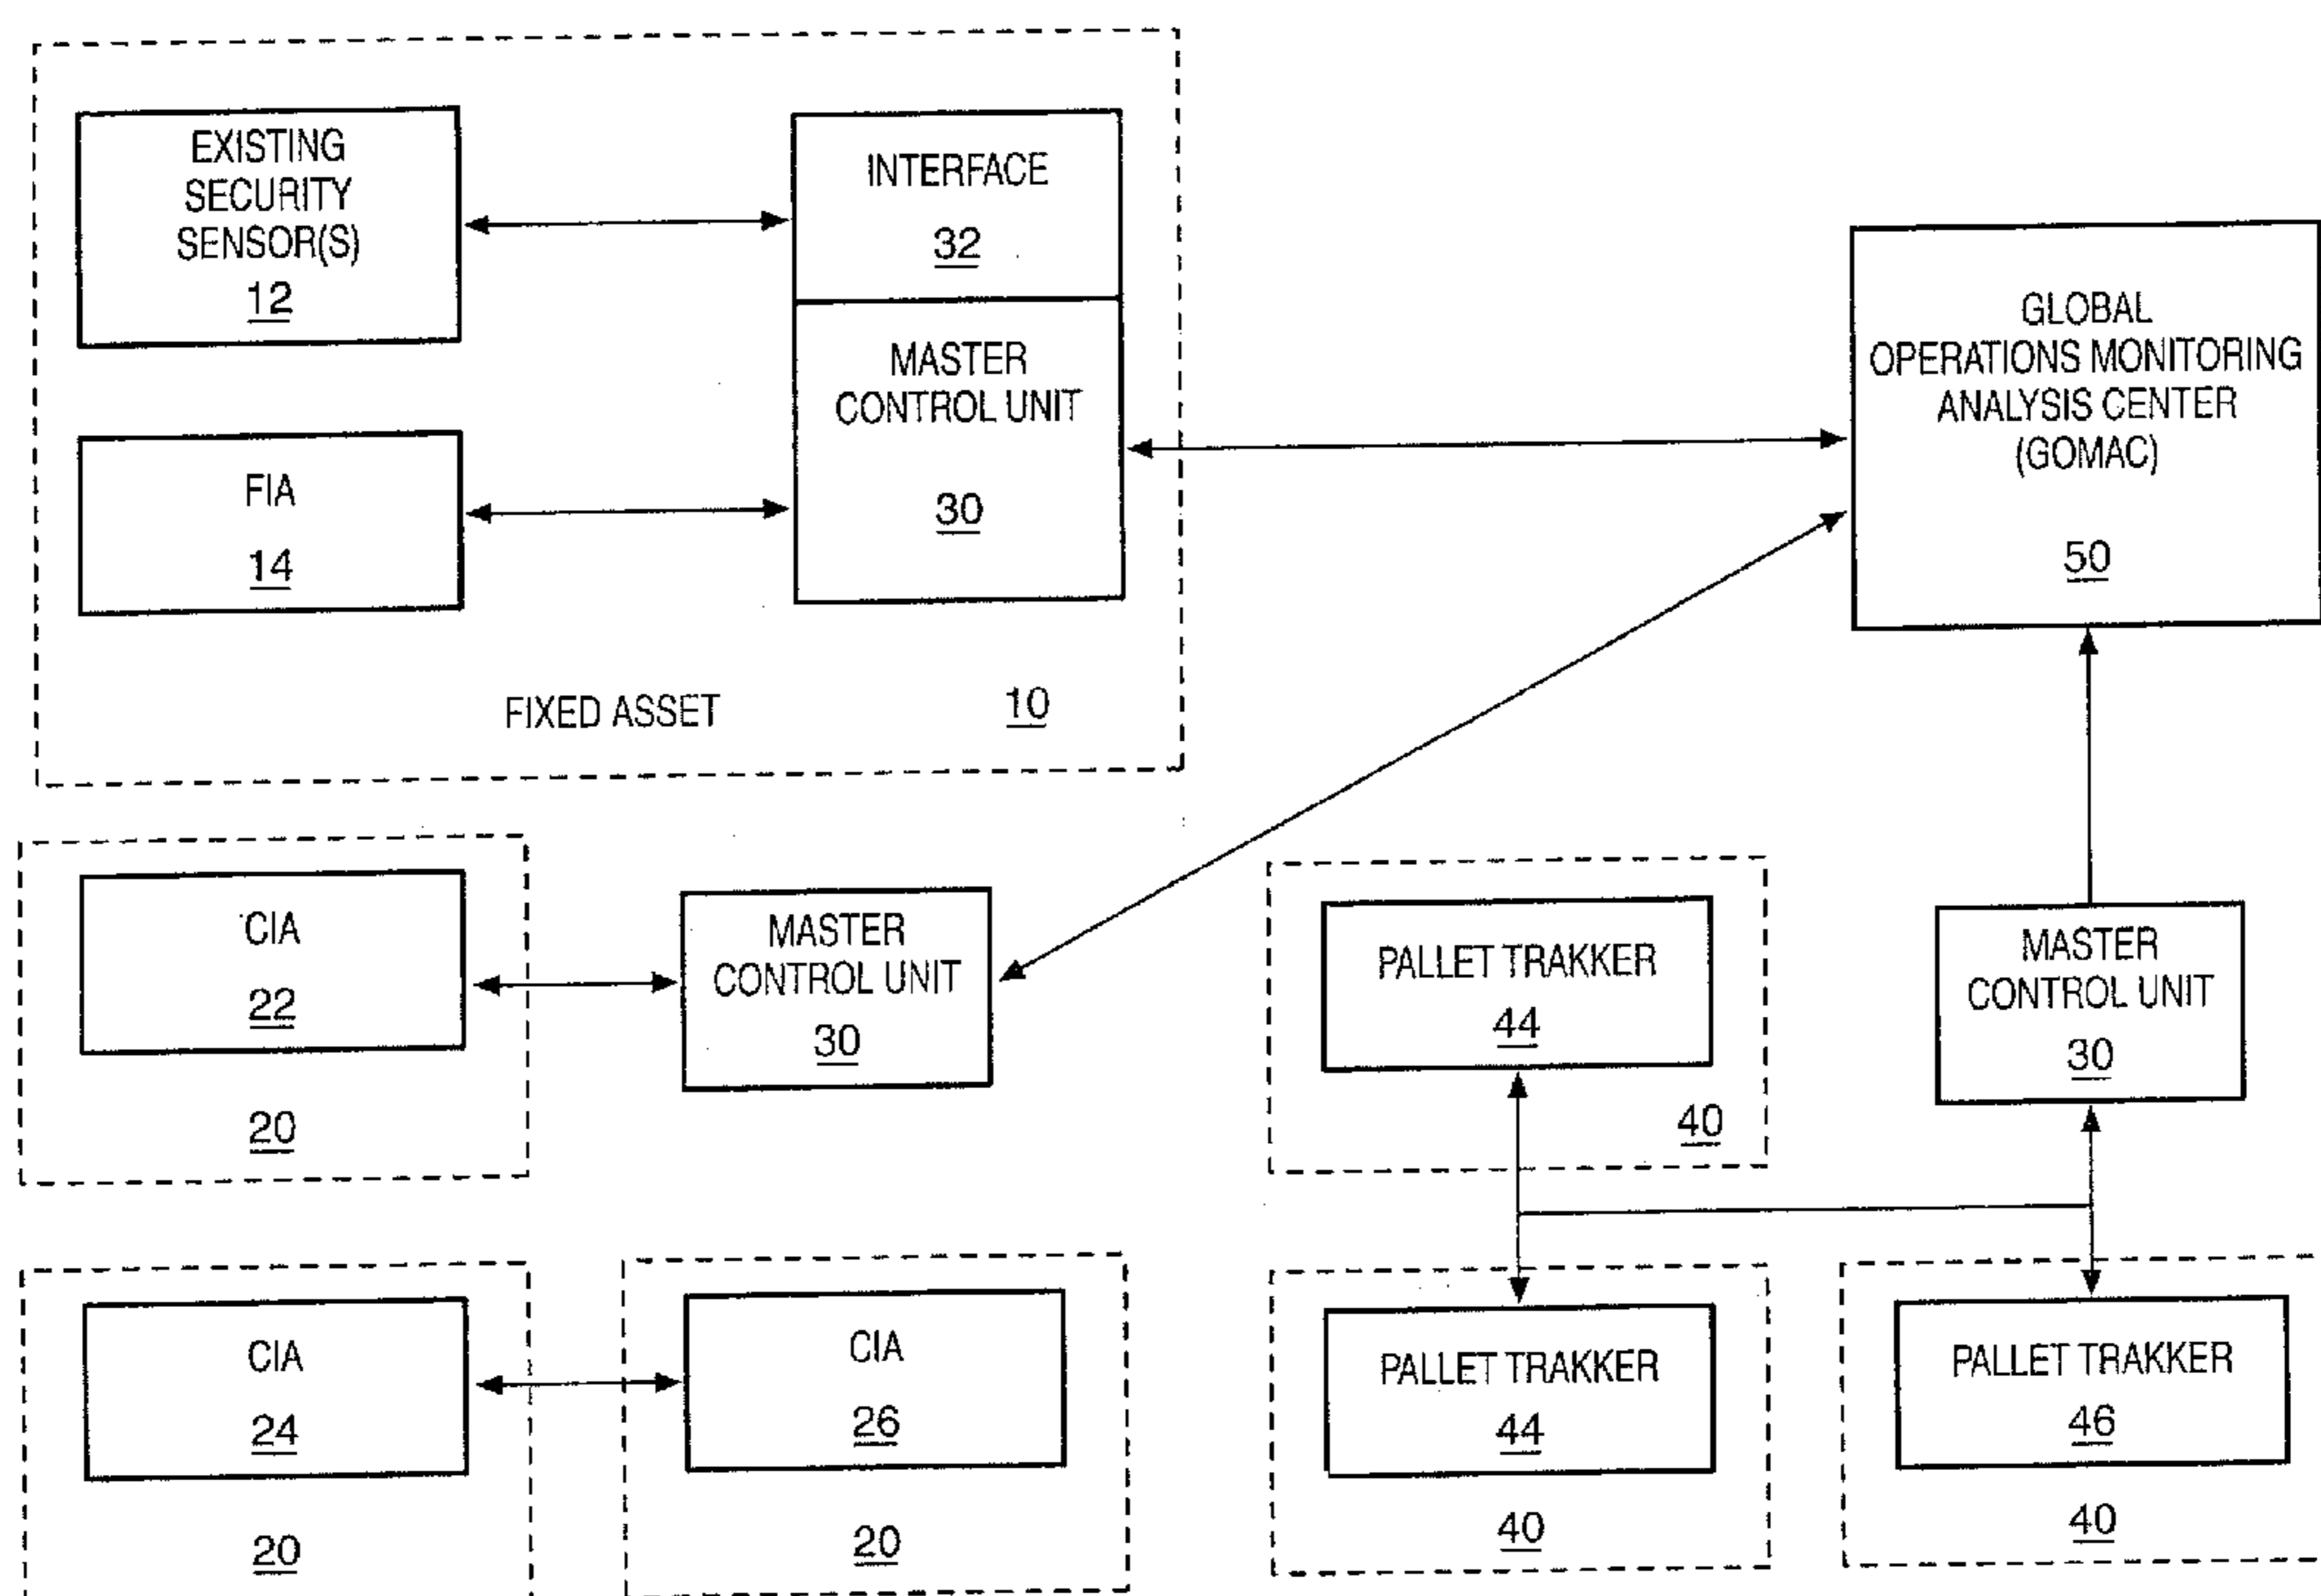 EXISTING
SECURITY
SENSOR(S)
12
INTERFACE
32
MASTER
CONTROL UNIT
30
FIA
14
FIXED ASSET
10
GLOBAL
OPERATIONS MONITORING
ANALYSIS CENTER
(GOMAC)
50
CIA
22
20
MASTER
CONTROL UNIT
30
PALLET TRAKKER
44
40
MASTER
CONTROL UNIT
30
CIA
24
20
CIA
26
20
PALLET TRAKKER
44
40
PALLET TRAKKER
46
40